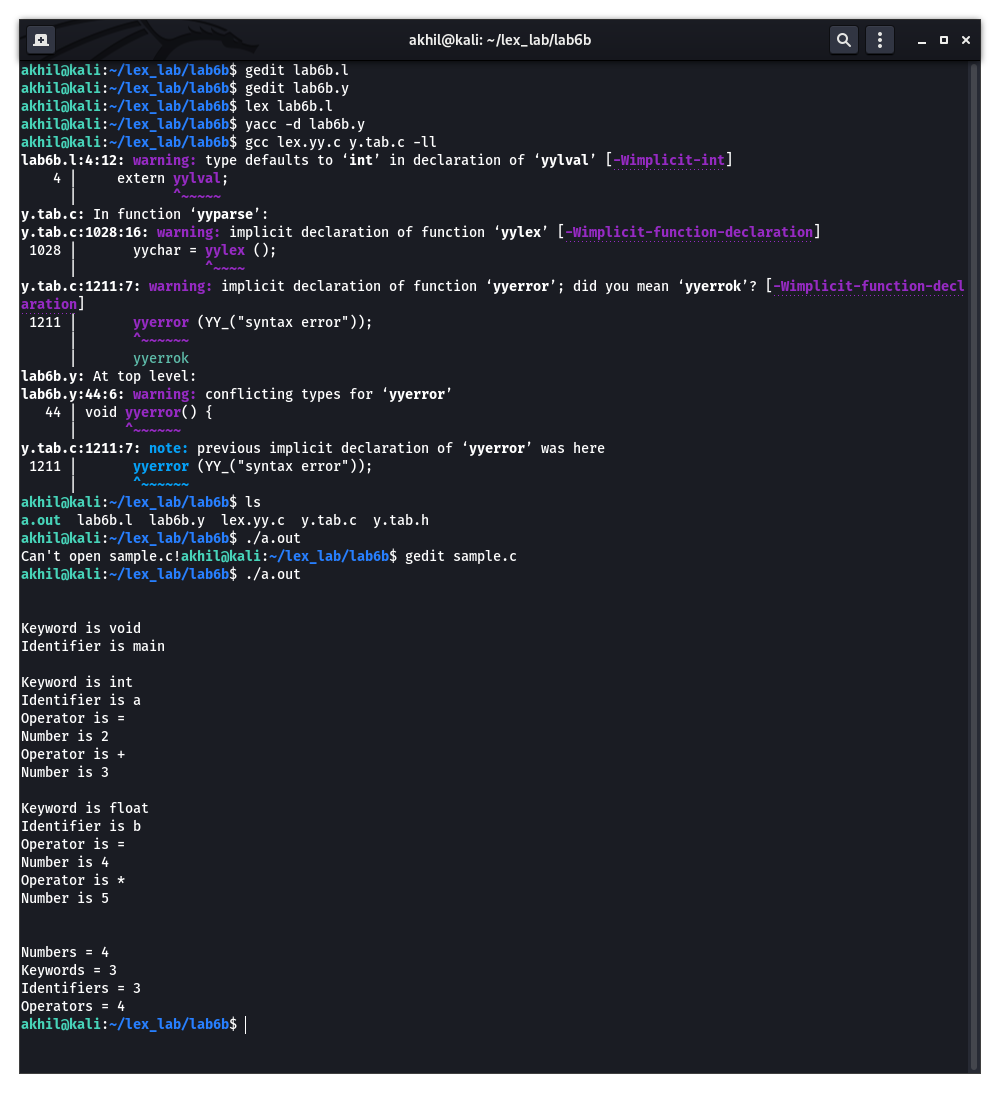 akhil@kali: ~/lex_lab/lab6b
akhil@kali:~/lex_lab/lab6b$ gedit lab6b.l
akhil@kali:~/lex_lab/lab6b$ gedit lab6b.y
akhil@kali:~/lex_lab/lab6b$ lex lab6b.l
akhil@kali:~/lex_lab/lab6b$ yacc -d lab6b.y
akhil@kali:~/lex_lab/lab6b$ gcc lex.yy.c y.tab.c -ll
lab6b.l:4:12: warning: type defaults to ‘int’ in declaration of ‘yylval’ [-Wimplicit-int]
    4 |     extern yylval;
      |            ^~~~~~
y.tab.c: In function ‘yyparse’:
y.tab.c:1028:16: warning: implicit declaration of function ‘yylex’ [-Wimplicit-function-declaration]
 1028 |       yychar = yylex ();
      |                ^~~~~
y.tab.c:1211:7: warning: implicit declaration of function ‘yyerror’; did you mean ‘yyerrok’? [-Wimplicit-function-decl
aration]
 1211 |       yyerror (YY_("syntax error"));
      |       ^~~~~~~
      |       yyerrok
lab6b.y: At top level:
lab6b.y:44:6: warning: conflicting types for ‘yyerror’
   44 | void yyerror() {
      |      ^~~~~~~
y.tab.c:1211:7: note: previous implicit declaration of ‘yyerror’ was here
 1211 |       yyerror (YY_("syntax error"));
      |       ^~~~~~~
akhil@kali:~/lex_lab/lab6b$ ls
a.out  lab6b.l  lab6b.y  lex.yy.c  y.tab.c  y.tab.h
akhil@kali:~/lex_lab/lab6b$ ./a.out
Can't open sample.c!akhil@kali:~/lex_lab/lab6b$ gedit sample.c
akhil@kali:~/lex_lab/lab6b$ ./a.out
Keyword is void
Identifier is main
Keyword is int
Identifier is a
Operator is =
Number is 2
Operator is +
Number is 3
Keyword is float
Identifier is b
Operator is =
Number is 4
Operator is *
Number is 5
Numbers = 4
Keywords = 3
Identifiers = 3
Operators = 4
akhil@kali:~/lex_lab/lab6b$